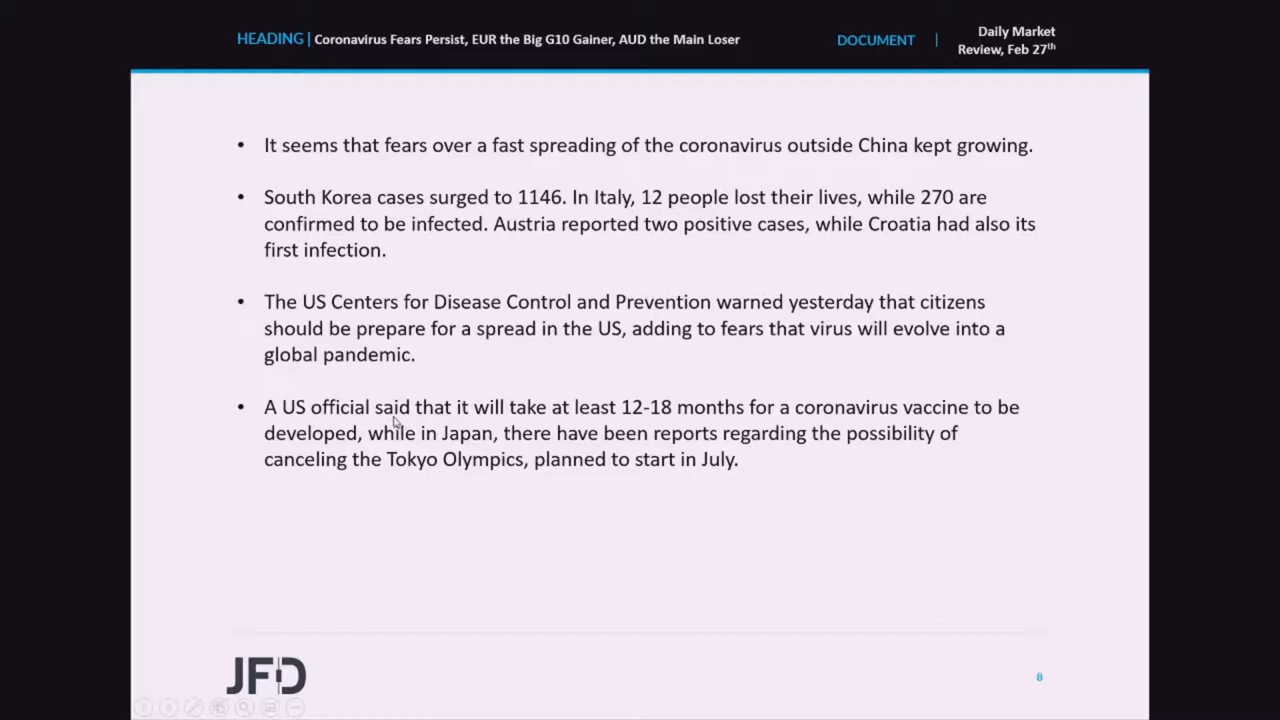 HEADING | Coronavirus Fears Persist, EUR the Big G10 Gainer, AUD the Main Loser
DOCUMENT | Daily Market
Review, Feb 27th
• It seems that fears over a fast spreading of the coronavirus outside China kept growing.
• South Korea cases surged to 1146. In Italy, 12 people lost their lives, while 270 are
confirmed to be infected. Austria reported two positive cases, while Croatia had also its
first infection.
• The US Centers for Disease Control and Prevention warned yesterday that citizens
should be prepare for a spread in the US, adding to fears that virus will evolve into a
global pandemic.
• A US official said that it will take at least 12-18 months for a coronavirus vaccine to be
developed, while in Japan, there have been reports regarding the possibility of
canceling the Tokyo Olympics, planned to start in July.
JFD
8